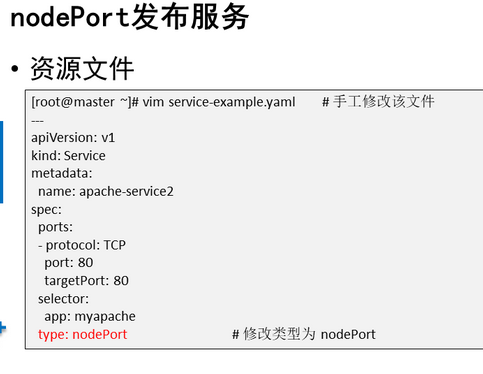 nodePort发布服务
• 资源文件
[root@master ~]# vim service-example.yaml # 手工修改该文件
---
apiVersion: v1
kind: Service
metadata:
  name: apache-service2
spec:
  ports:
  - protocol: TCP
    port: 80
    targetPort: 80
  selector:
    app: myapache
  type: nodePort # 修改类型为 nodePort